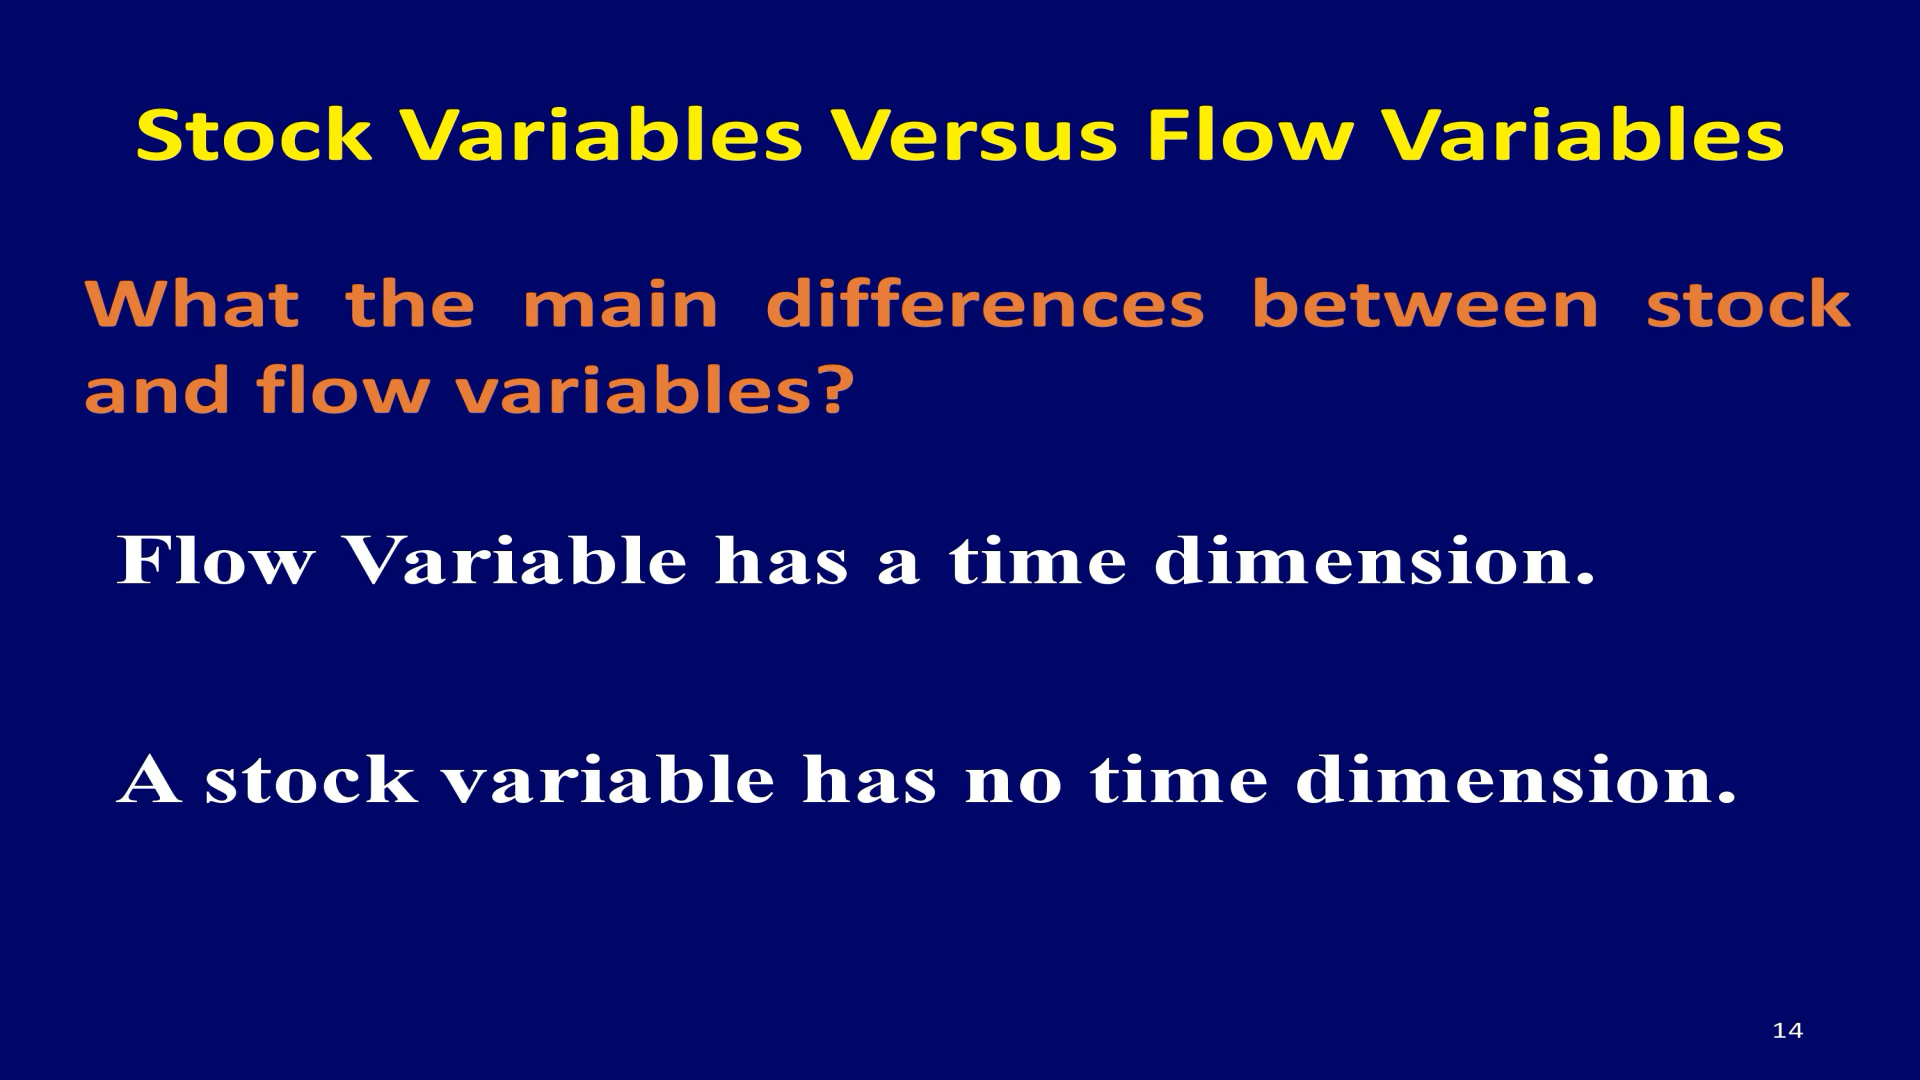 Stock Variables Versus Flow Variables
What the main differences between stock
and flow variables?
Flow Variable has a time dimension.
A stock variable has no time dimension.
14